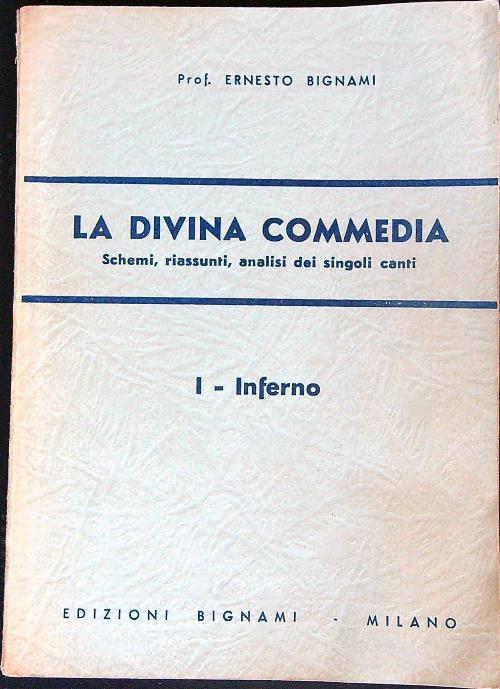 Prof. ERNESTO BIGNAMI
LA DIVINA COMMEDIA
Schemi, riassunti, analisi dei singoli canti
I - Inferno
EDIZIONI BIGNAMI - MILANO